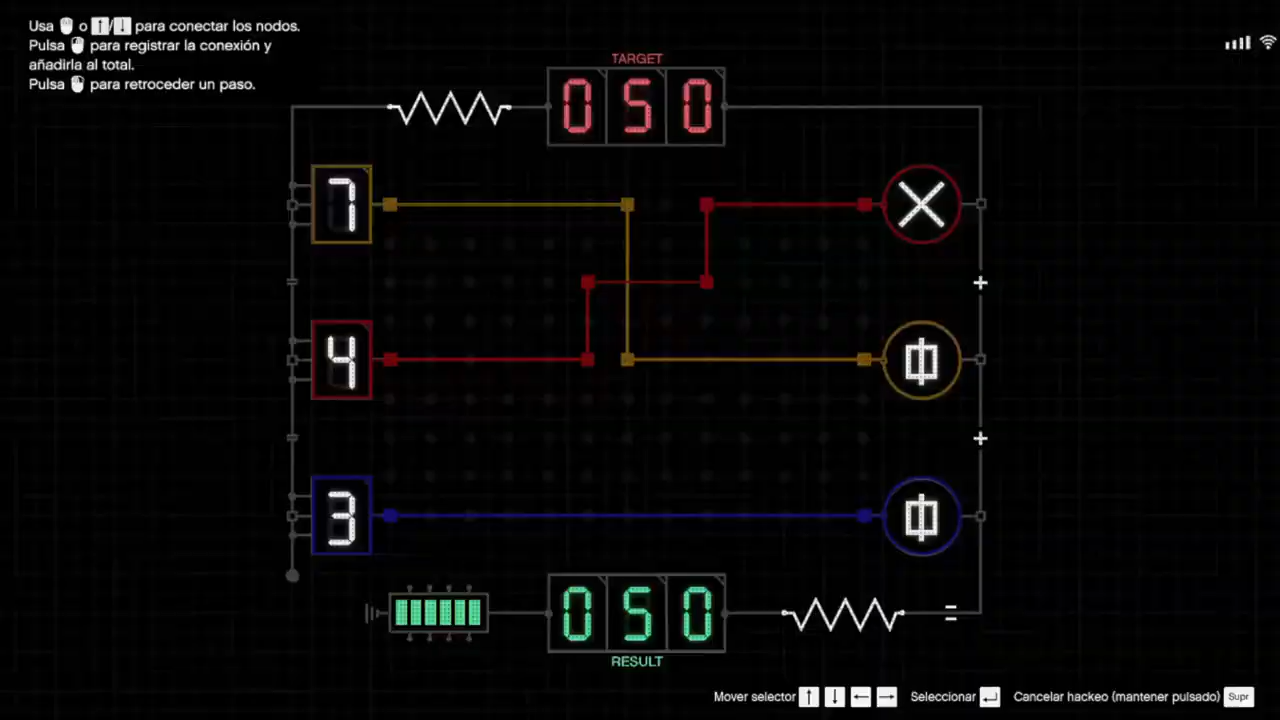 Usa o ↑/↓ para conectar los nodos.
Pulsa para registrar la conexión y
añadirla al total.
Pulsa para retroceder un paso.
TARGET
050
7
4
3
+
+
050
=
RESULT
Mover selector ↑ ↓ ← → Seleccionar ↵ Cancelar hackeo (mantener pulsado) Supr